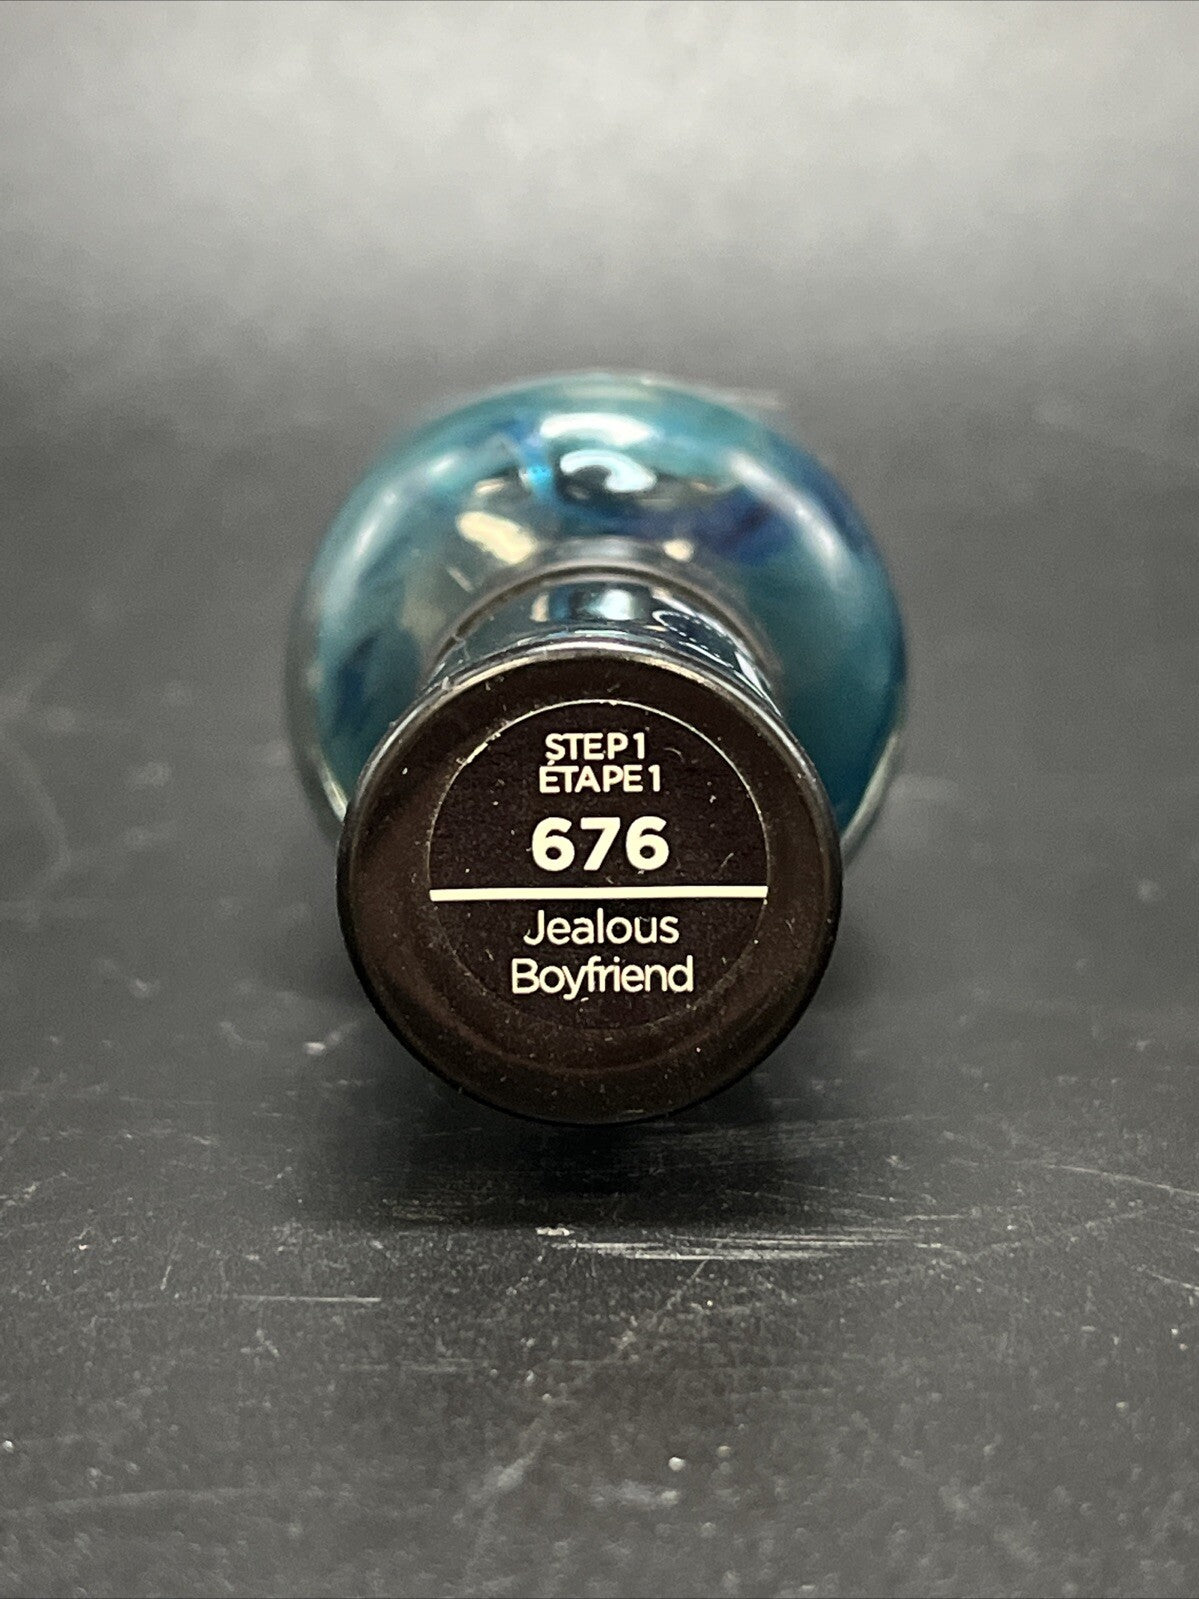 STEP 1
ÉTAPE 1
676
Jealous
Boyfriend